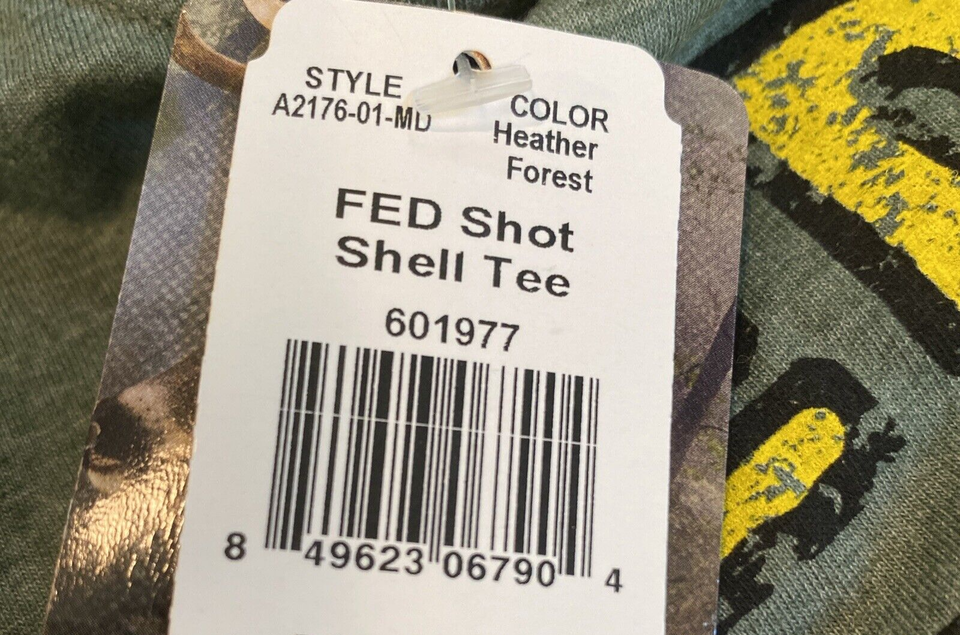 STYLE
A2176-01-MD
COLOR
Heather
Forest
FED Shot
Shell Tee
601977
8 49623 06790 4